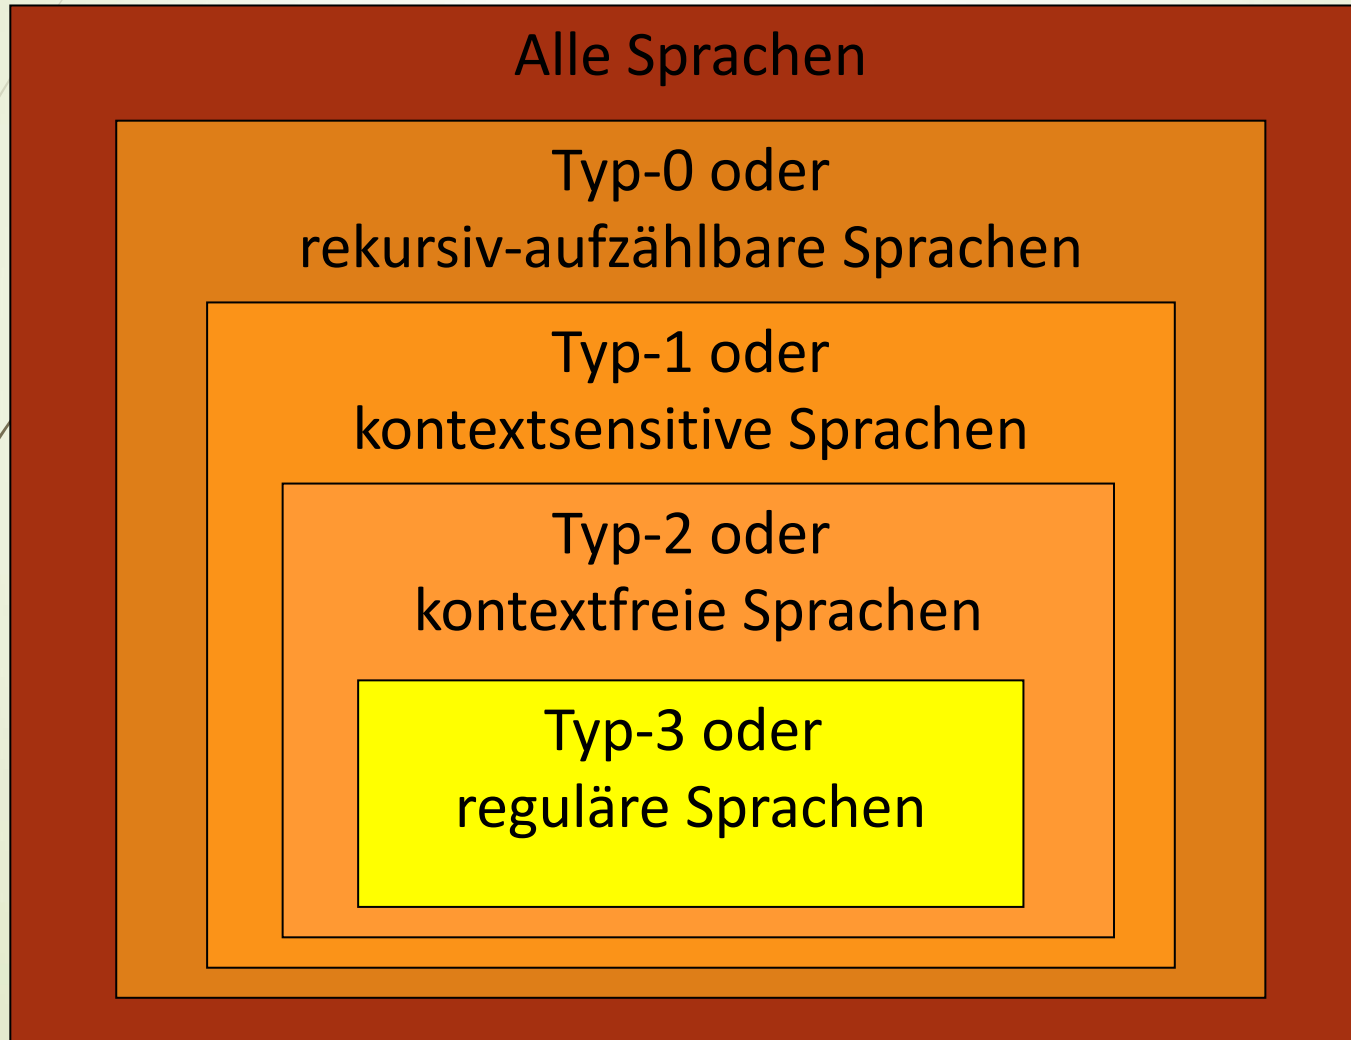 Alle Sprachen
Typ-0 oder
rekursiv-aufzählbare Sprachen
Typ-1 oder
kontextsensitive Sprachen
Typ-2 oder
kontextfreie Sprachen
Typ-3 oder
reguläre Sprachen